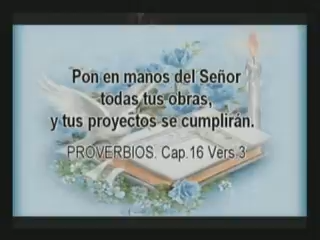 Pon en manos del Señor
todas tus obras,
y tus proyectos se cumplirán.
PROVERBIOS. Cap.16 Vers 3